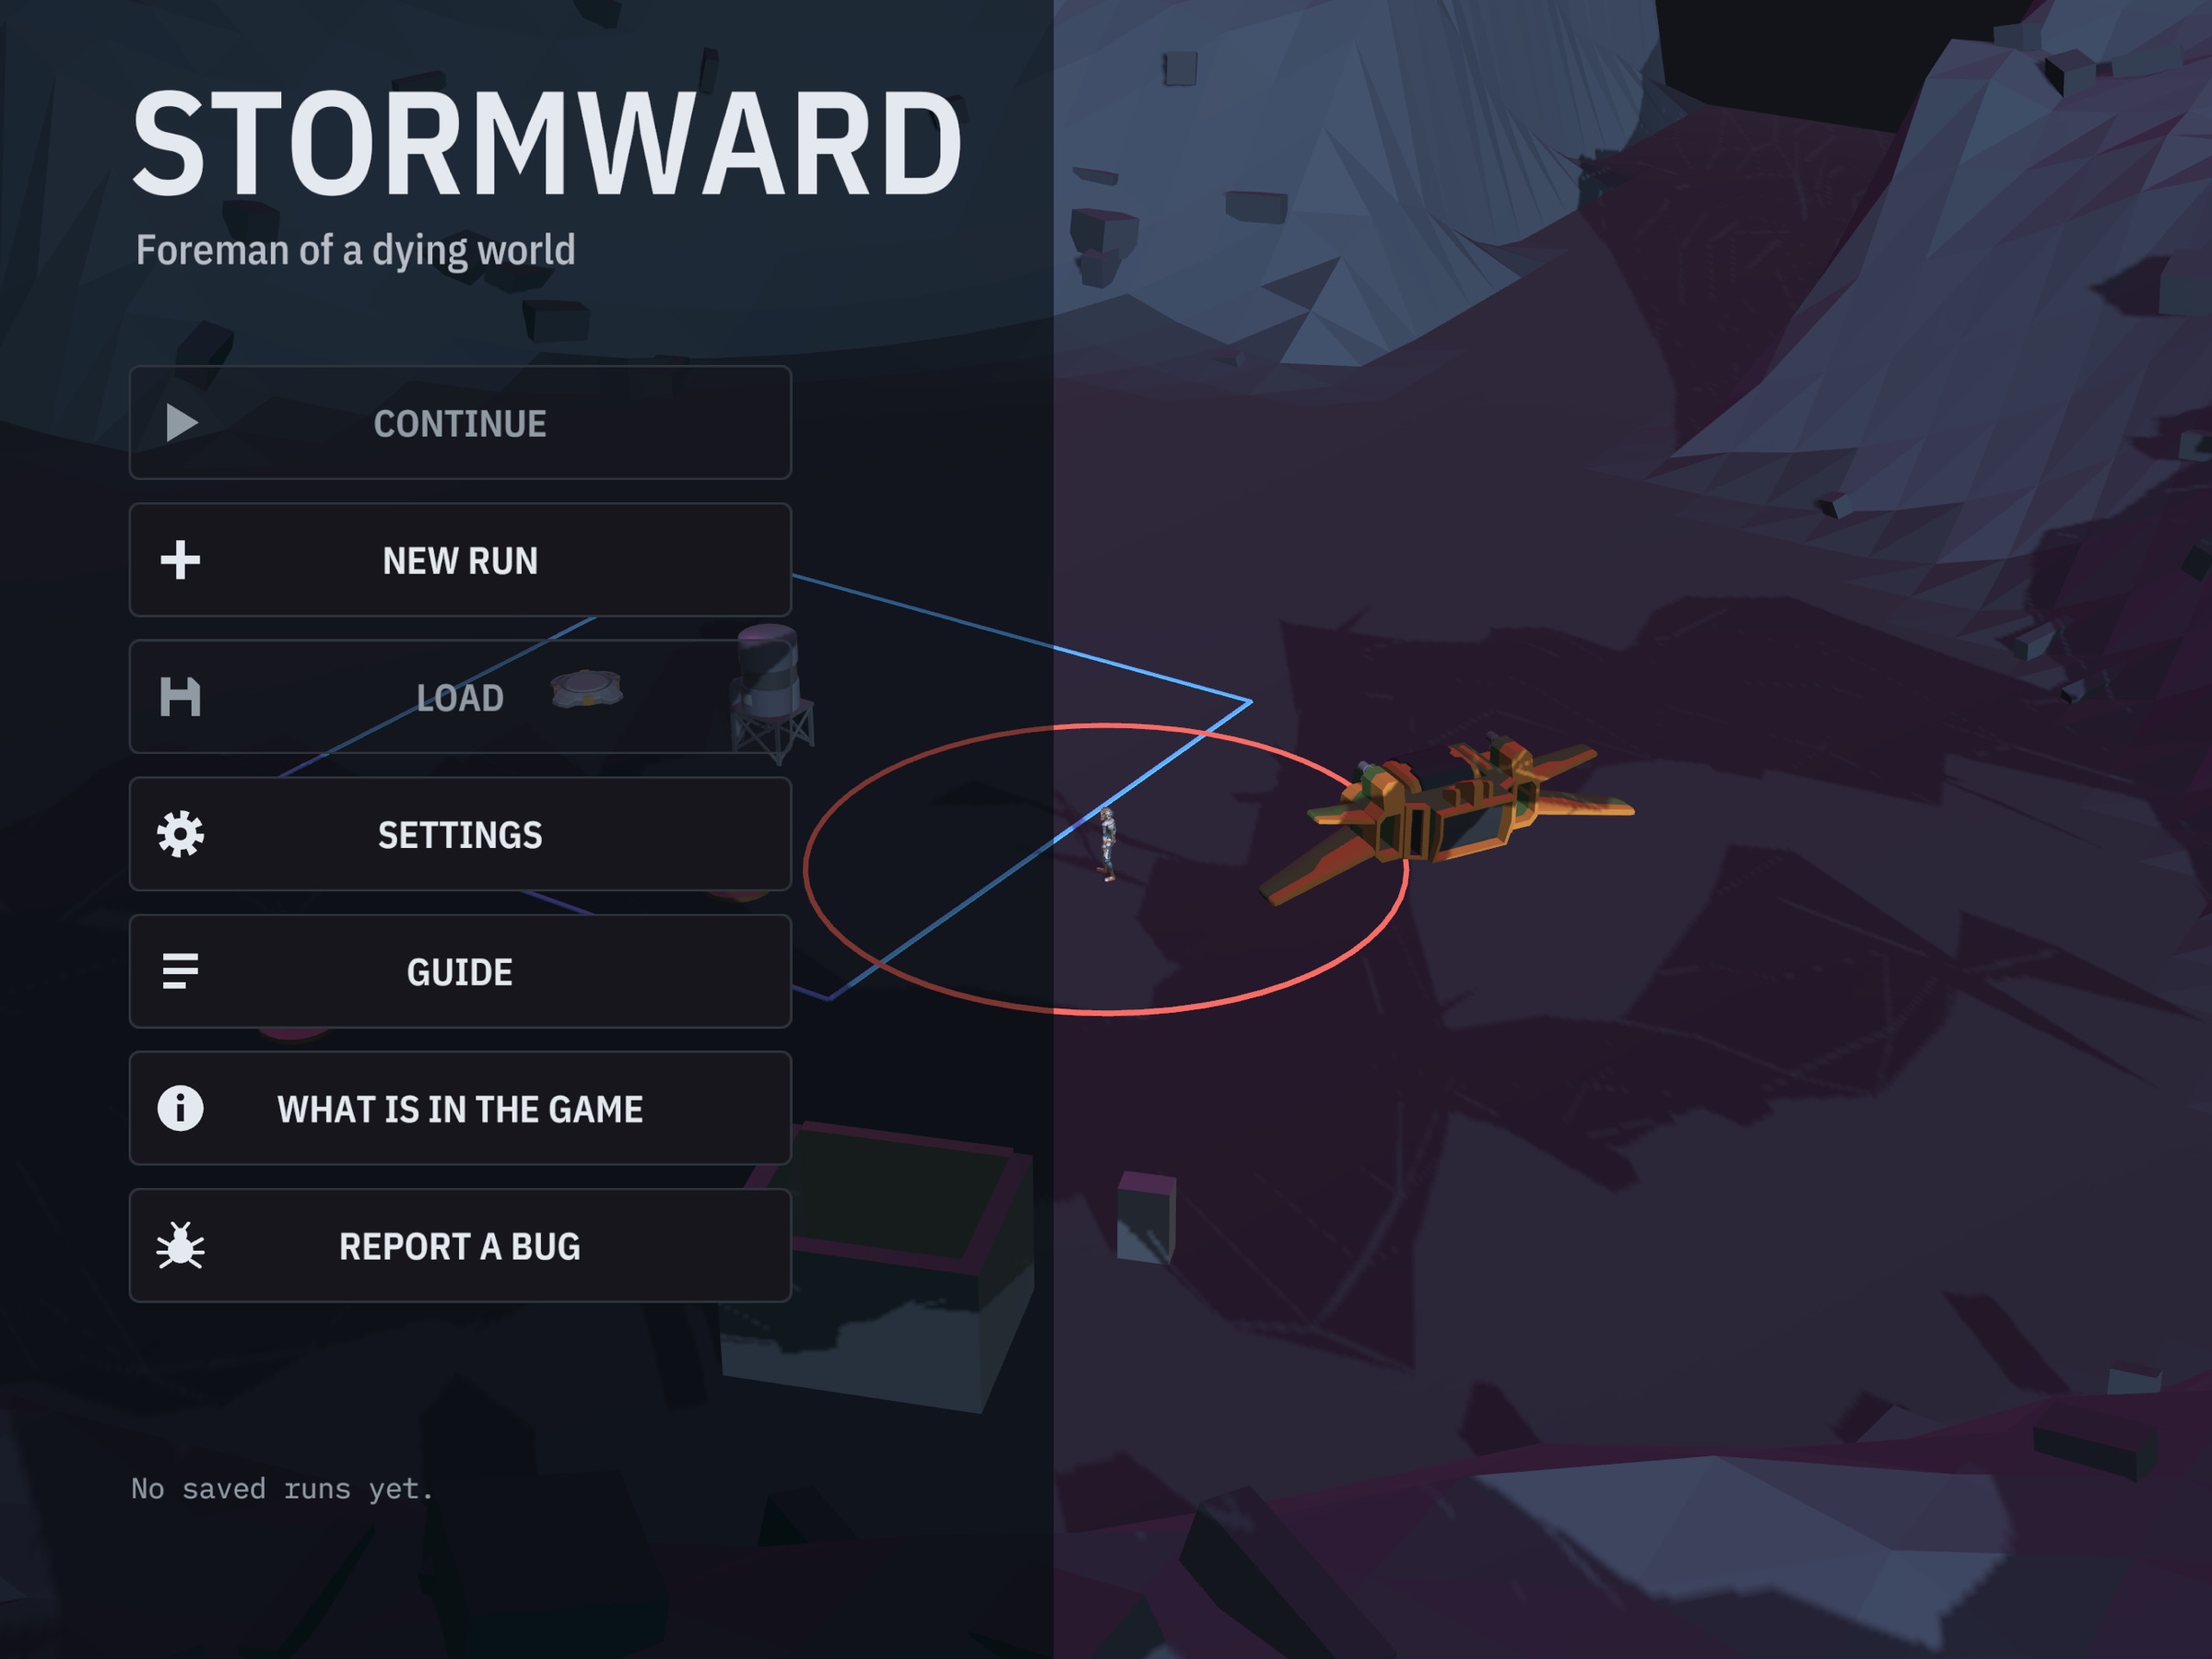 STORMWARD
Foreman of a dying world
CONTINUE
NEW RUN
LOAD
SETTINGS
GUIDE
WHAT IS IN THE GAME
REPORT A BUG
No saved runs yet.